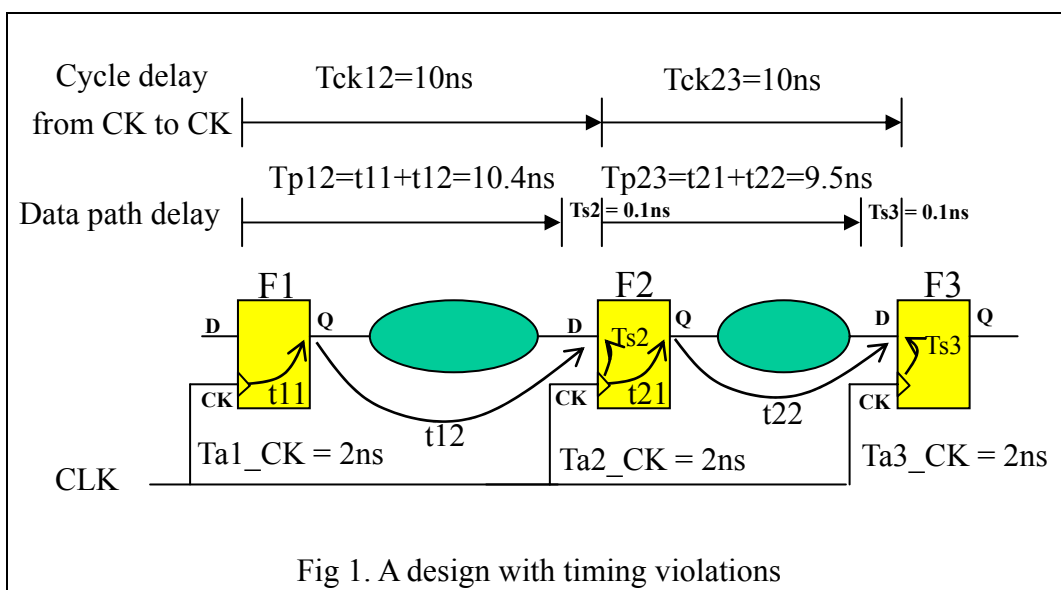 Cycle delay
from CK to CK
Tck12=10ns
Tck23=10ns
Tp12=t11+t12=10.4ns
Tp23=t21+t22=9.5ns
Data path delay
Ts2 = 0.1ns
Ts3 = 0.1ns
F1
F2
F3
D
Q
D
Ts2
Q
D
Ts3
Q
CK
t11
t12
CK
t21
t22
CK
Ta1_CK = 2ns
Ta2_CK = 2ns
Ta3_CK = 2ns
CLK
Fig 1. A design with timing violations